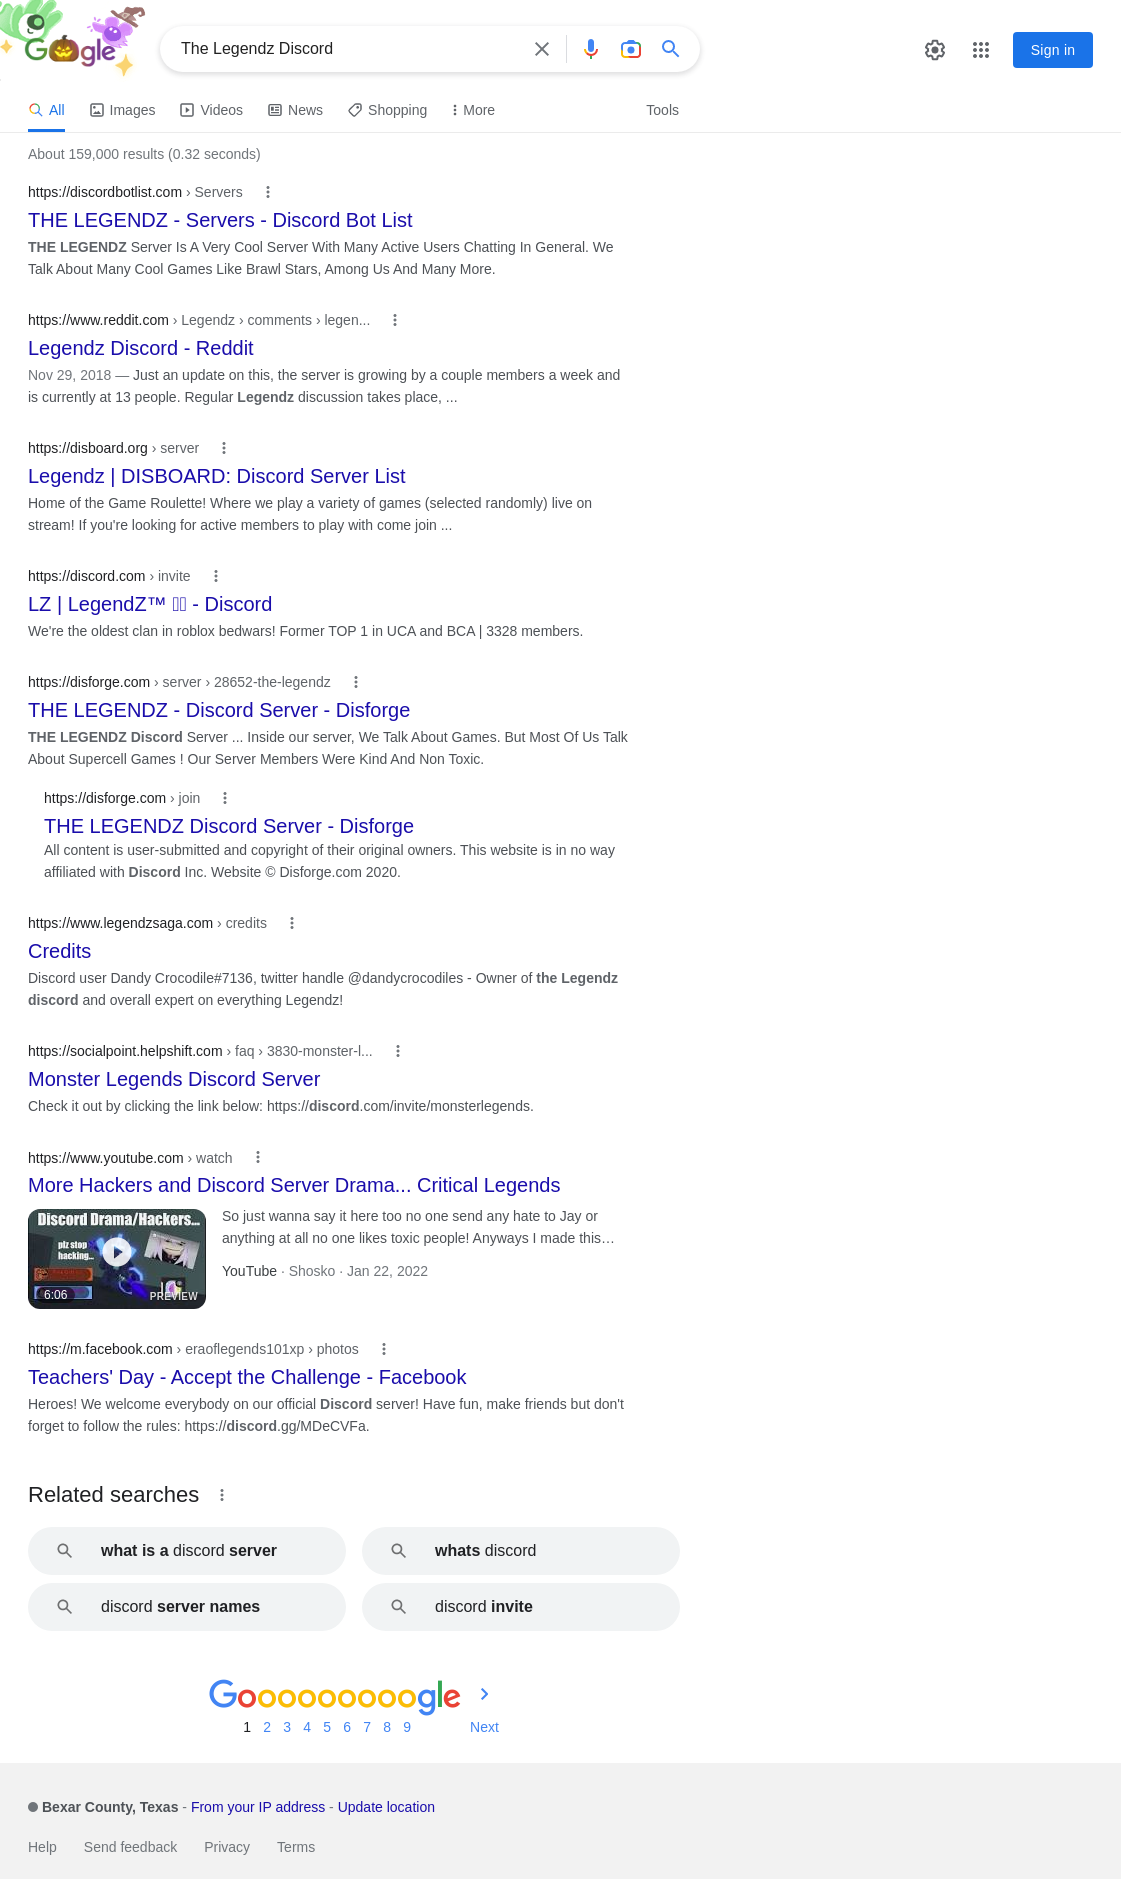 Google
The Legendz Discord
Sign in
All Images Videos News Shopping More Tools
About 159,000 results (0.32 seconds)
https://discordbotlist.com › Servers
THE LEGENDZ - Servers - Discord Bot List
THE LEGENDZ Server Is A Very Cool Server With Many Active Users Chatting In General. We
Talk About Many Cool Games Like Brawl Stars, Among Us And Many More.
https://www.reddit.com › Legendz › comments › legen...
Legendz Discord - Reddit
Nov 29, 2018 — Just an update on this, the server is growing by a couple members a week and
is currently at 13 people. Regular Legendz discussion takes place, ...
https://disboard.org › server
Legendz | DISBOARD: Discord Server List
Home of the Game Roulette! Where we play a variety of games (selected randomly) live on
stream! If you're looking for active members to play with come join ...
https://discord.com › invite
LZ | LegendZ™ - Discord
We're the oldest clan in roblox bedwars! Former TOP 1 in UCA and BCA | 3328 members.
https://disforge.com › server › 28652-the-legendz
THE LEGENDZ - Discord Server - Disforge
THE LEGENDZ Discord Server ... Inside our server, We Talk About Games. But Most Of Us Talk
About Supercell Games ! Our Server Members Were Kind And Non Toxic.
https://disforge.com › join
THE LEGENDZ Discord Server - Disforge
All content is user-submitted and copyright of their original owners. This website is in no way
affiliated with Discord Inc. Website © Disforge.com 2020.
https://www.legendzsaga.com › credits
Credits
Discord user Dandy Crocodile#7136, twitter handle @dandycrocodiles - Owner of the Legendz
discord and overall expert on everything Legendz!
https://socialpoint.helpshift.com › faq › 3830-monster-l...
Monster Legends Discord Server
Check it out by clicking the link below: https://discord.com/invite/monsterlegends.
https://www.youtube.com › watch
More Hackers and Discord Server Drama... Critical Legends
Discord Drama/Hackers...
plz stop
hacking...
6:06
PREVIEW
So just wanna say it here too no one send any hate to Jay or
anything at all no one likes toxic people! Anyways I made this…
YouTube · Shosko · Jan 22, 2022
https://m.facebook.com › eraoflegends101xp › photos
Teachers' Day - Accept the Challenge - Facebook
Heroes! We welcome everybody on our official Discord server! Have fun, make friends but don't
forget to follow the rules: https://discord.gg/MDeCVFa.
Related searches
what is a discord server
whats discord
discord server names
discord invite
Goooooooooogle
1 2 3 4 5 6 7 8 9 Next
Bexar County, Texas - From your IP address - Update location
Help Send feedback Privacy Terms